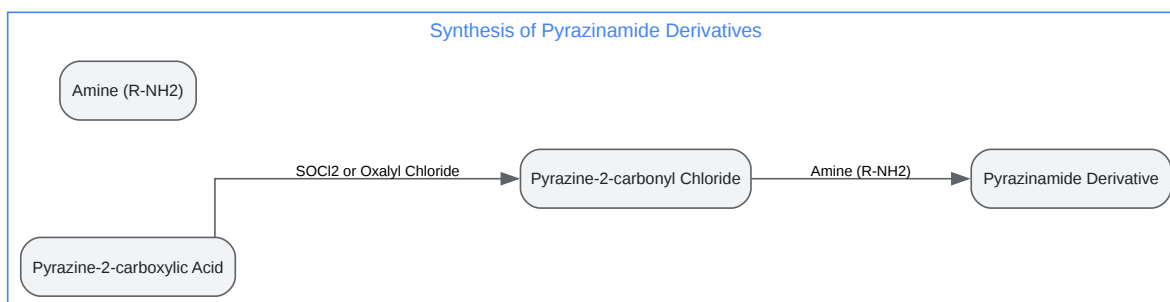 Synthesis of Pyrazinamide Derivatives
Amine (R-NH2)
SOCl2 or Oxalyl Chloride
Pyrazine-2-carbonyl Chloride
Amine (R-NH2)
Pyrazinamide Derivative
Pyrazine-2-carboxylic Acid